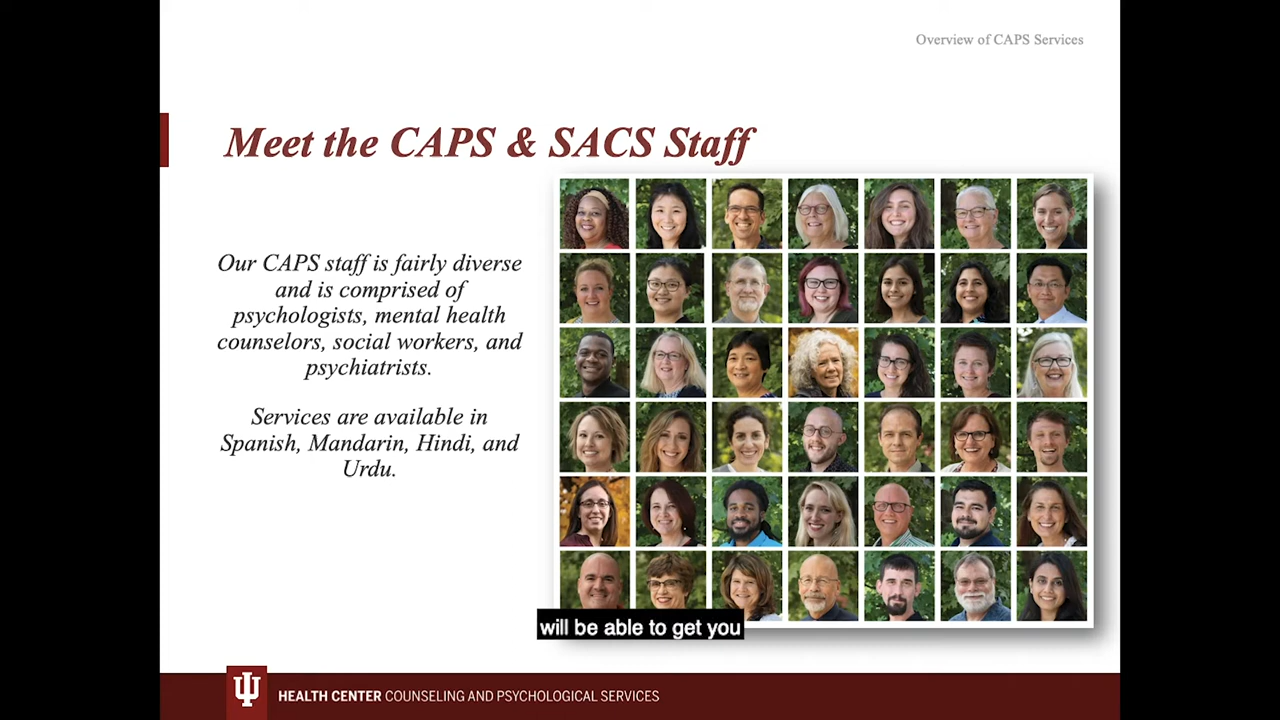 Overview of CAPS Services
Meet the CAPS & SACS Staff
Our CAPS staff is fairly diverse
and is comprised of
psychologists, mental health
counselors, social workers, and
psychiatrists.
Services are available in
Spanish, Mandarin, Hindi, and
Urdu.
will be able to get you
HEALTH CENTER COUNSELING AND PSYCHOLOGICAL SERVICES